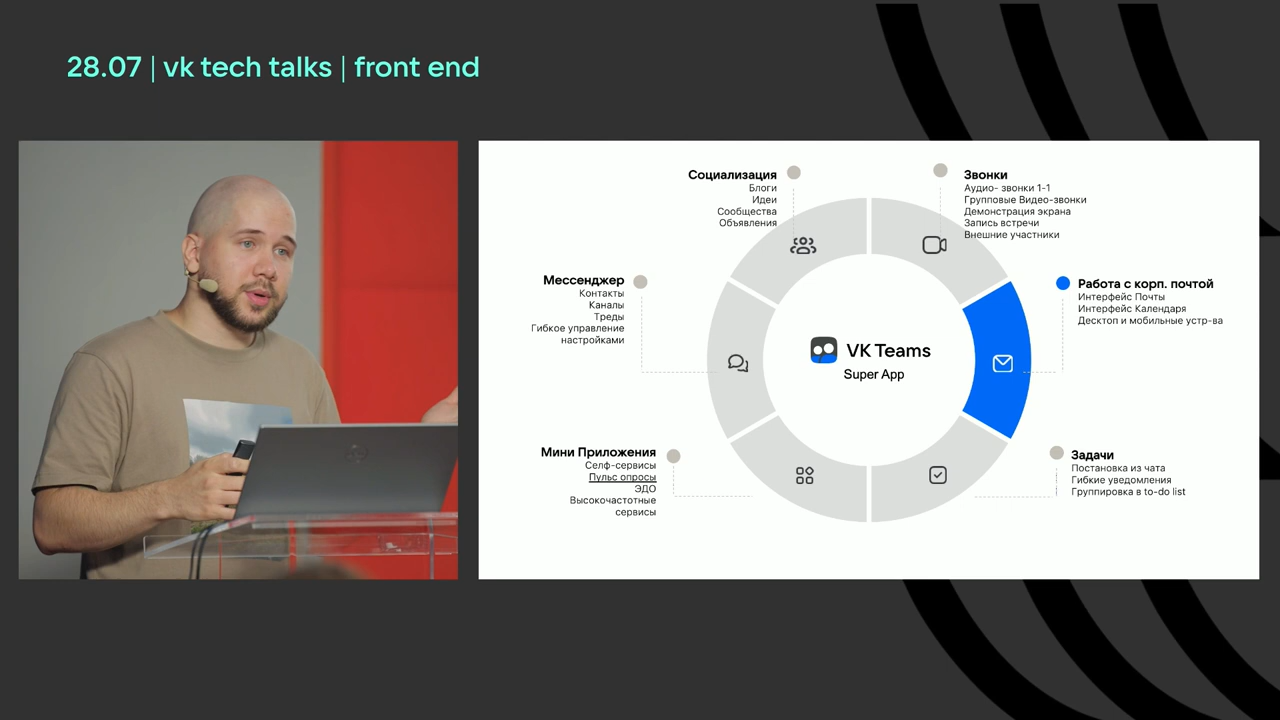 28.07 | vk tech talks | front end
Социализация
Блоги
Идеи
Сообщества
Объявления
Звонки
Аудио- звонки 1-1
Групповые Видео-звонки
Демонстрация экрана
Запись встречи
Внешние участники
Мессенджер
Контакты
Каналы
Треды
Гибкое управление
настройками
Работа с корп. почтой
Интерфейс Почты
Интерфейс Календаря
Десктоп и мобильные устр-ва
VK Teams
Super App
Мини Приложения
Селф-сервисы
Пульс опросы
ЭДО
Высокочастотные
сервисы
Задачи
Постановка из чата
Гибкие уведомления
Группировка в to-do list